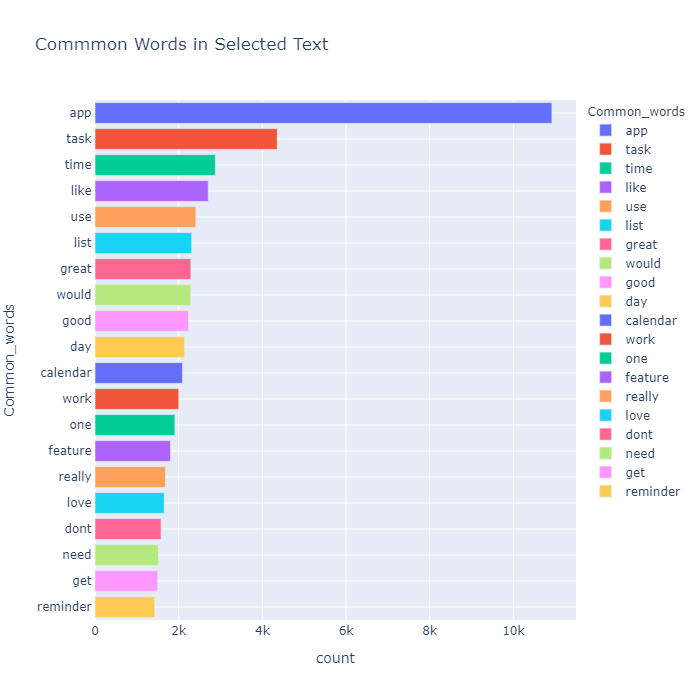 Commmon Words in Selected Text
Common_words
app
task
time
like
use
list
great
would
good
day
calendar
work
one
feature
really
love
dont
need
get
reminder
0 2k 4k 6k 8k 10k
count
Common_words
app
task
time
like
use
list
great
would
good
day
calendar
work
one
feature
really
love
dont
need
get
reminder